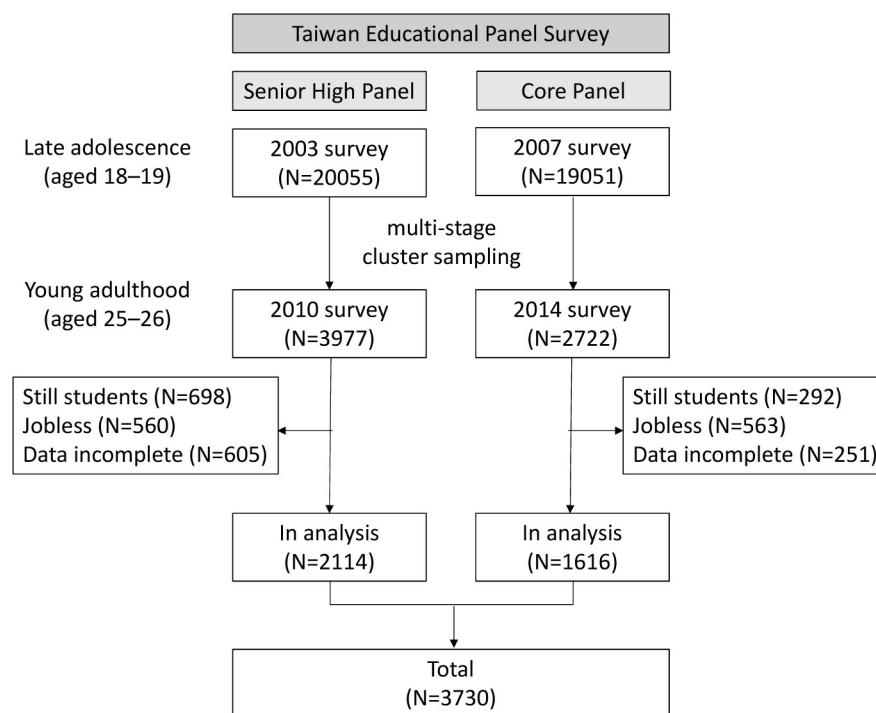 Taiwan Educational Panel Survey
Senior High Panel
Core Panel
Late adolescence
(aged 18–19)
2003 survey
(N=20055)
2007 survey
(N=19051)
multi-stage
cluster sampling
Young adulthood
(aged 25–26)
2010 survey
(N=3977)
2014 survey
(N=2722)
Still students (N=698)
Jobless (N=560)
Data incomplete (N=605)
Still students (N=292)
Jobless (N=563)
Data incomplete (N=251)
In analysis
(N=2114)
In analysis
(N=1616)
Total
(N=3730)